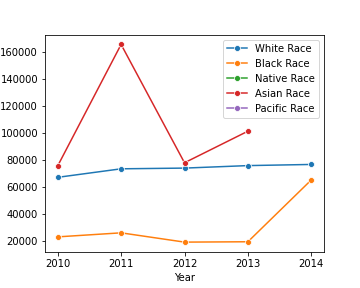 160000
140000
120000
100000
80000
60000
40000
20000
2010 2011 2012 2013 2014
Year
White Race
Black Race
Native Race
Asian Race
Pacific Race